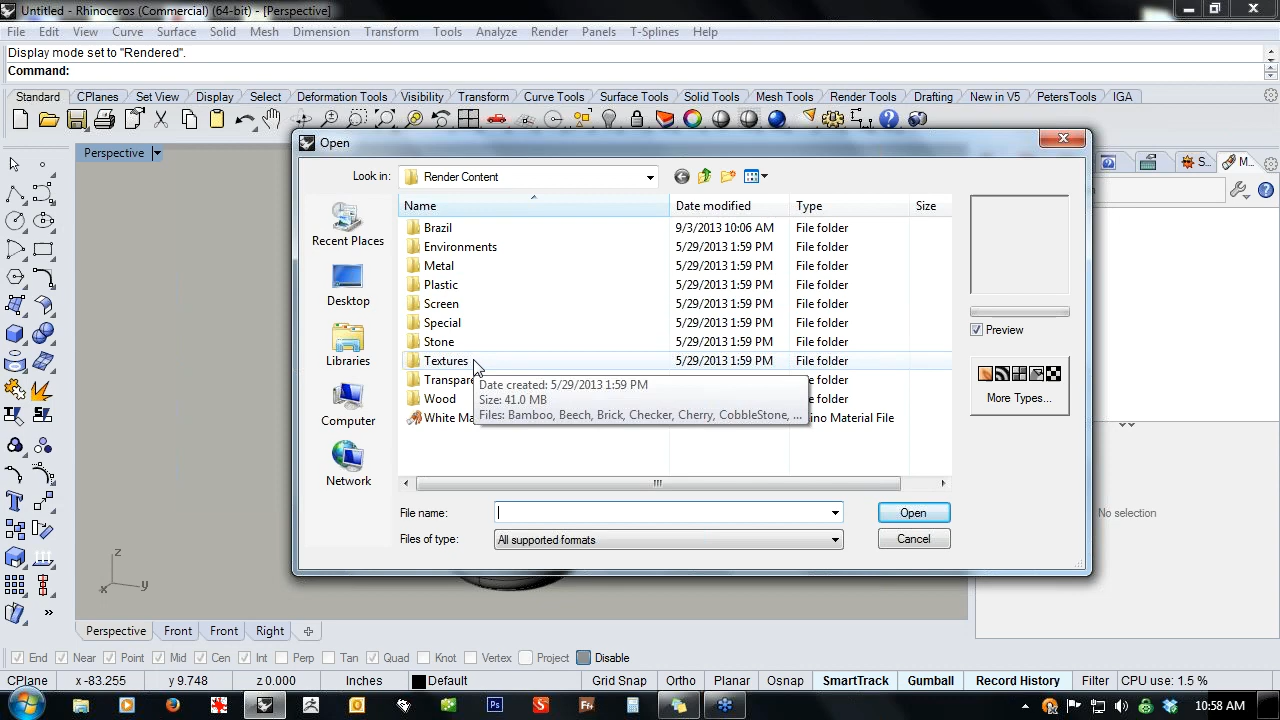 Untitled - Rhinoceros (Commercial) (64-bit) - [Perspective]
File Edit View Curve Surface Solid Mesh Dimension Transform Tools Analyze Render Panels T-Splines Help
Display mode set to "Rendered".
Command:
Standard CPlanes Set View Display Select Deformation Tools Visibility Transform Curve Tools Surface Tools Solid Tools Mesh Tools Render Tools Drafting New in V5 PetersTools IGA
Perspective
Open
S...
M...
Look in: Render Content
Name Date modified Type Size
Recent Places
Desktop
Libraries
Computer
Network
Brazil 9/3/2013 10:06 AM File folder
Environments 5/29/2013 1:59 PM File folder
Metal 5/29/2013 1:59 PM File folder
Plastic 5/29/2013 1:59 PM File folder
Screen 5/29/2013 1:59 PM File folder
Special 5/29/2013 1:59 PM File folder
Stone 5/29/2013 1:59 PM File folder
Textures 5/29/2013 1:59 PM File folder
Transpare
Wood
White Ma ino Material File
Date created: 5/29/2013 1:59 PM
Size: 41.0 MB
Files: Bamboo, Beech, Brick, Checker, Cherry, CobbleStone, ...
Preview
More Types...
File name:
Open
Files of type: All supported formats
Cancel
No selection
z
x
y
Perspective Front Front Right
End Near Point Mid Cen Int Perp Tan Quad Knot Vertex Project Disable
CPlane x -83.255 y 9.748 z 0.000 Inches Default Grid Snap Ortho Planar Osnap SmartTrack Gumball Record History Filter CPU use: 1.5 %
10:58 AM